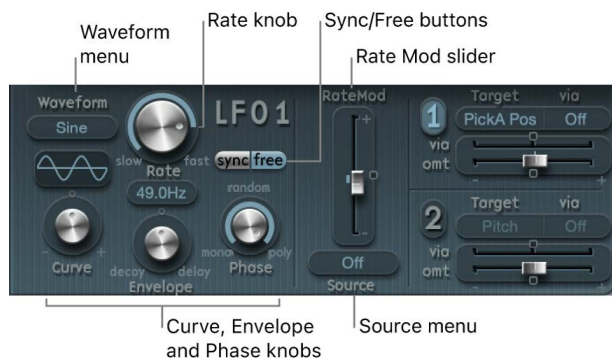 Waveform
menu
Rate knob
Sync/Free buttons
Rate Mod slider
Waveform
Sine
LFO1
RateMod
slow
fast
Rate
sync free
49.0Hz
random
mono
poly
Phase
- +
Curve
decay
delay
Envelope
+
-
Off
Source
1
Target
via
PickA Pos
Off
via
omt
- +
2
Target
via
Pitch
Off
via
omt
- +
Curve, Envelope
and Phase knobs
Source menu